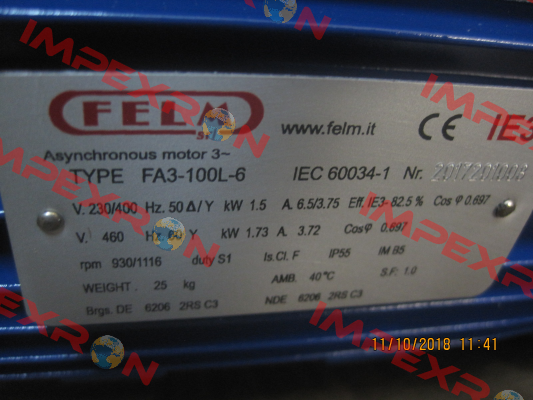 IMPEXRON
FELM
srl
www.felm.it CE IE3
Asynchronous motor 3~
TYPE FA3-100L-6 IEC 60034-1 Nr.
V. 230/400 Hz. 50 Δ/Y kW 1.5 A. 6.5/3.75 Eff. IE3- 82.5 % Cos φ 0.697
V. 460 Hz 60 Y kW 1.73 A. 3.72 Cos φ 0.697
rpm 930/1116 duty S1 Is.Cl. F IP55 IM B5
WEIGHT . 25 kg AMB. 40°C S.F. 1.0
Brgs. DE 6206 2RS C3 NDE 6206 2RS C3
11/10/2018 11:41
IMPEXRON
IMPEXRON
IMPEXRON